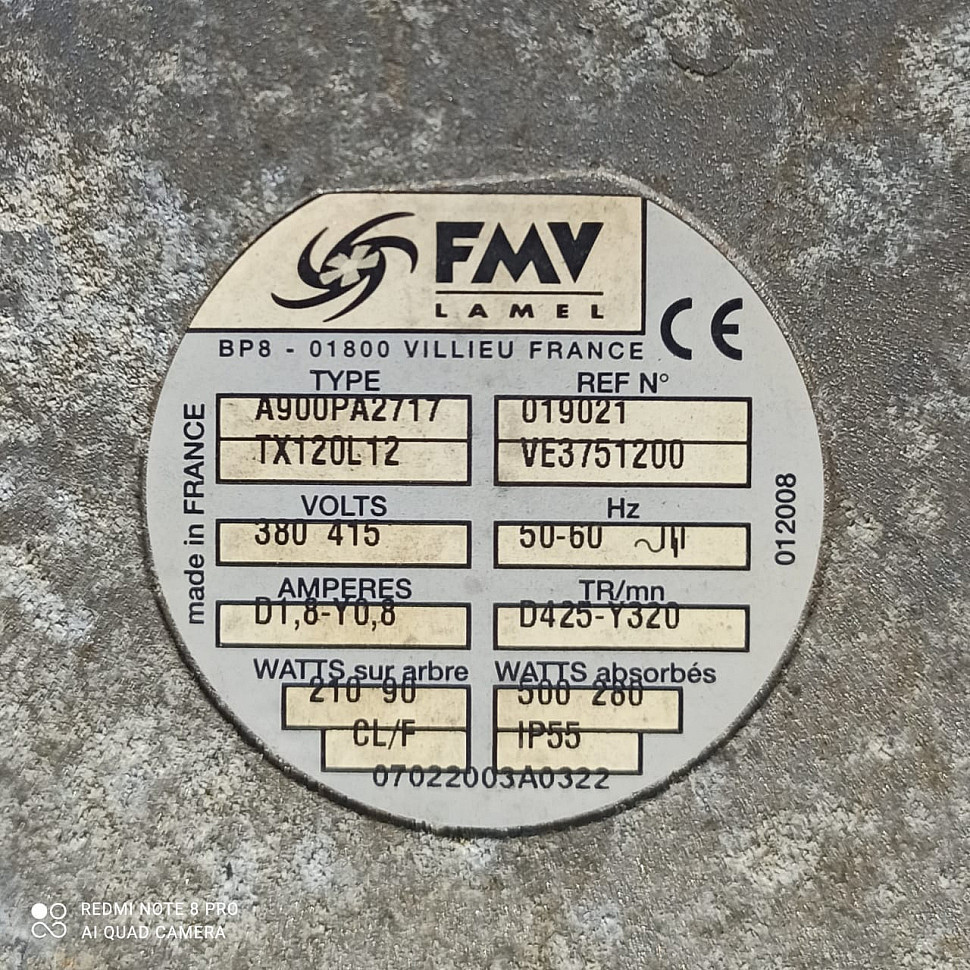 FMV
LAMEL
CE
BP8 - 01800 VILLIEU FRANCE
TYPE
A900PA2717
TX120L12
REF N°
019021
VE3751200
VOLTS
380 415
Hz
50-60
AMPERES
D1,8-Y0,8
TR/mn
D425-Y320
WATTS sur arbre
210 90
WATTS absorbés
500 280
CL/F
IP55
07022003A0322
made in FRANCE
012008
REDMI NOTE 8 PRO
AI QUAD CAMERA